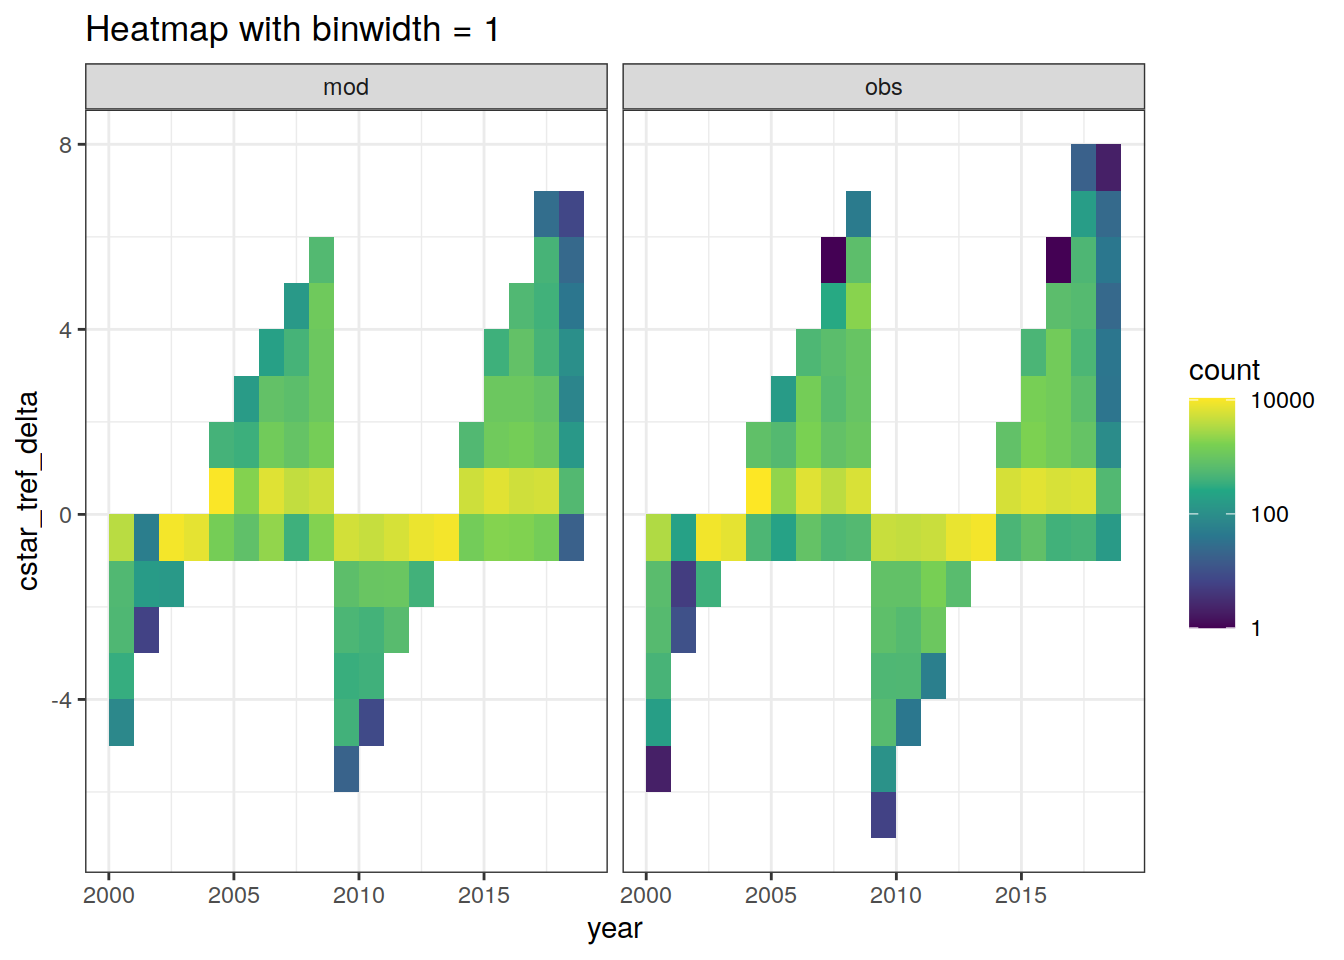 Heatmap with binwidth = 1
mod
obs
8
4
0
-4
cstar_tref_delta
2000
2005
2010
2015
2000
2005
2010
2015
year
count
10000
100
1